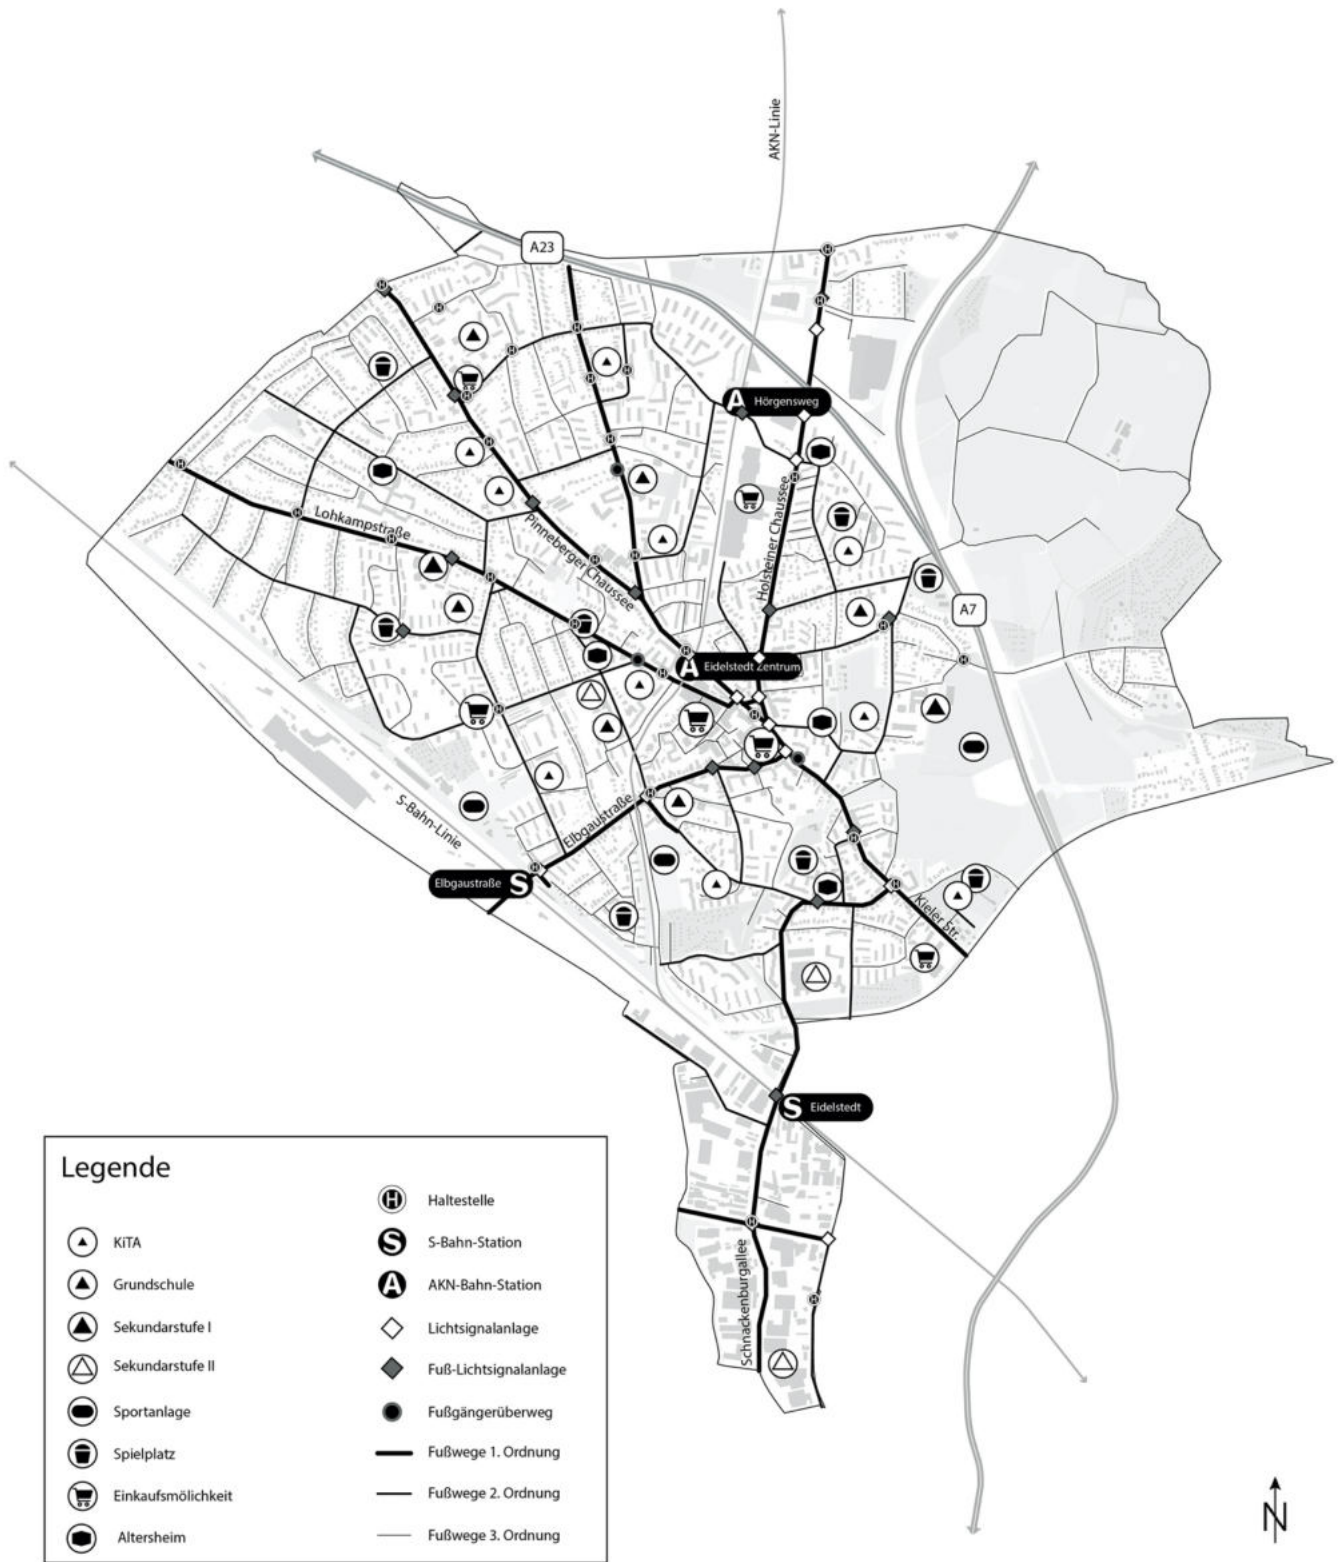 AKN-Linie
A23
A Hörgensweg
Lohkampstraße
Pinneberger Chaussee
Holsteiner Chaussee
A7
A Eidelstedt Zentrum
S-Bahn-Linie
Elbgaustraße
Elbgaustraße S
Kieler Str.
S Eidelstedt
Schnackenburgallee
Legende
KiTA
Grundschule
Sekundarstufe I
Sekundarstufe II
Sportanlage
Spielplatz
Einkaufsmölichkeit
Altersheim
H Haltestelle
S S-Bahn-Station
A AKN-Bahn-Station
Lichtsignalanlage
Fuß-Lichtsignalanlage
Fußgängerüberweg
Fußwege 1. Ordnung
Fußwege 2. Ordnung
Fußwege 3. Ordnung
N